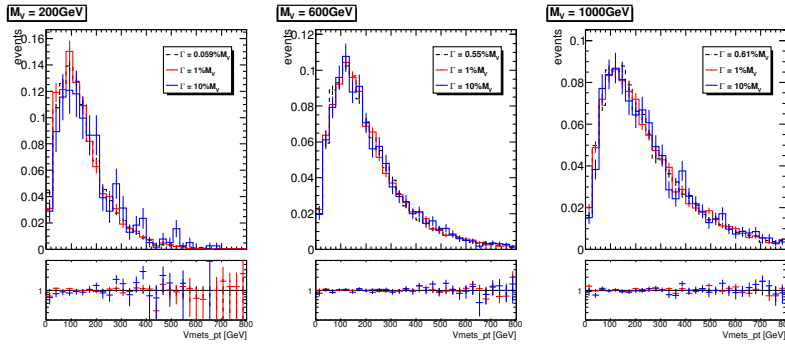 M_V = 200GeV
events
0.16
0.14
0.12
0.1
0.08
0.06
0.04
0.02
0
Γ = 0.059%M_V
Γ = 1%M_V
Γ = 10%M_V
1
0 100 200 300 400 500 600 700 800
Vmets_pt [GeV]
M_V = 600GeV
events
0.12
0.1
0.08
0.06
0.04
0.02
0
Γ = 0.55%M_V
Γ = 1%M_V
Γ = 10%M_V
1
0 100 200 300 400 500 600 700 800
Vmets_pt [GeV]
M_V = 1000GeV
events
0.1
0.08
0.06
0.04
0.02
0
Γ = 0.61%M_V
Γ = 1%M_V
Γ = 10%M_V
1
0 100 200 300 400 500 600 700 800
Vmets_pt [GeV]